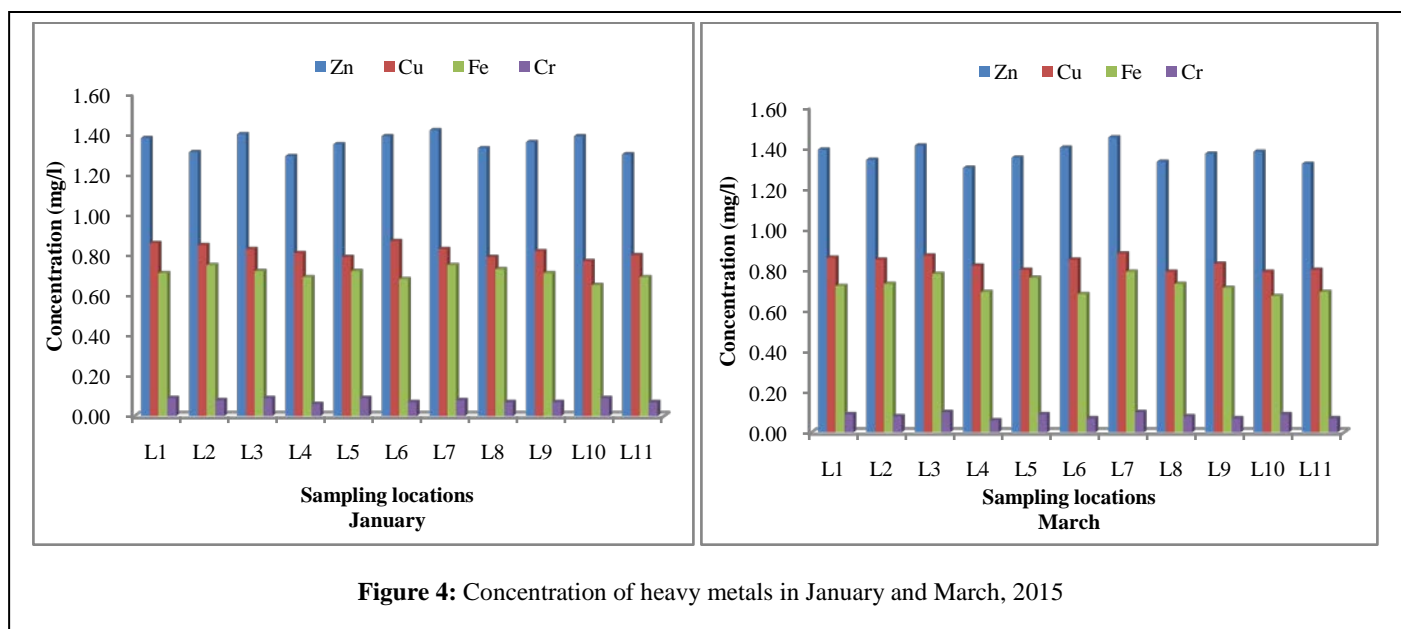 Zn Cu Fe Cr
1.60
1.40
1.20
1.00
0.80
0.60
0.40
0.20
0.00
Concentration (mg/l)
L1 L2 L3 L4 L5 L6 L7 L8 L9 L10 L11
Sampling locations
January
Zn Cu Fe Cr
1.60
1.40
1.20
1.00
0.80
0.60
0.40
0.20
0.00
Concentration (mg/l)
L1 L2 L3 L4 L5 L6 L7 L8 L9 L10 L11
Sampling locations
March
Figure 4: Concentration of heavy metals in January and March, 2015